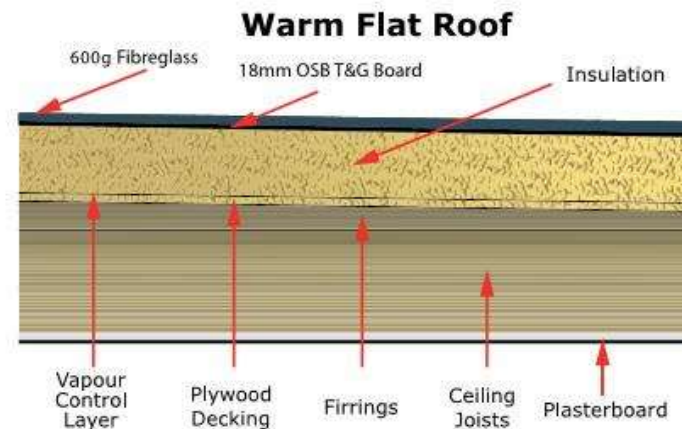 Warm Flat Roof
600g Fibreglass
18mm OSB T&G Board
Insulation
Vapour
Control
Layer
Plywood
Decking
Firrings
Ceiling
Joists
Plasterboard